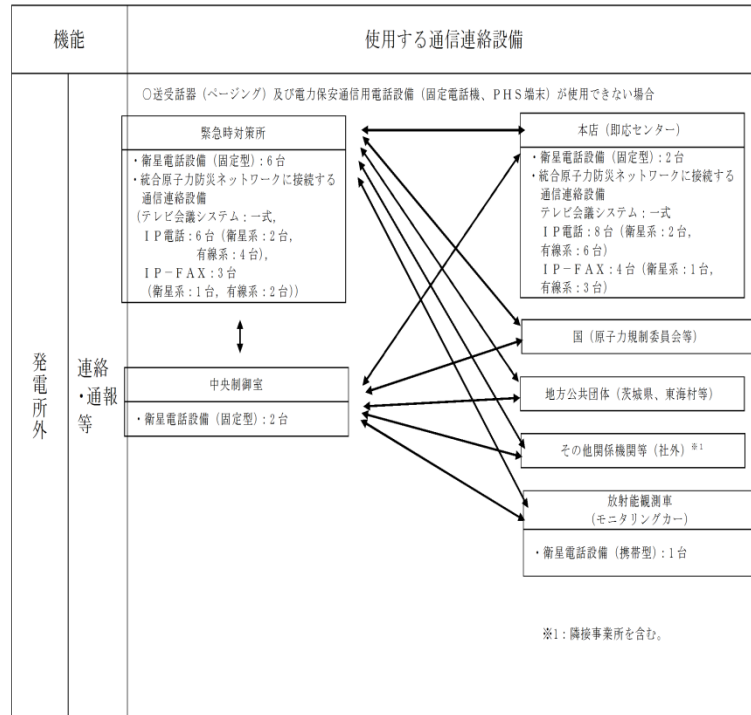 機能
使用する通信連絡設備
発電所外
連絡
・通報
等
○送受話器（ページング）及び電力保安通信用電話設備（固定電話機、ＰＨＳ端末）が使用できない場合
緊急時対策所
・衛星電話設備（固定型）：6台
・統合原子力防災ネットワークに接続する
通信連絡設備
（テレビ会議システム：一式，
ＩＰ電話：6台（衛星系：2台，
有線系：4台），
ＩＰ－ＦＡＸ：3台
（衛星系：1台，有線系：2台））
中央制御室
・衛星電話設備（固定型）：2台
本店（即応センター）
・衛星電話設備（固定型）：2台
・統合原子力防災ネットワークに接続する
通信連絡設備
テレビ会議システム：一式
ＩＰ電話：8台（衛星系：2台，
有線系：6台）
ＩＰ－ＦＡＸ：4台（衛星系：1台，
有線系：3台）
国（原子力規制委員会等）
地方公共団体（茨城県、東海村等）
その他関係機関等（社外）※1
放射能観測車
（モニタリングカー）
・衛星電話設備（携帯型）：1台
※1：隣接事業所を含む。